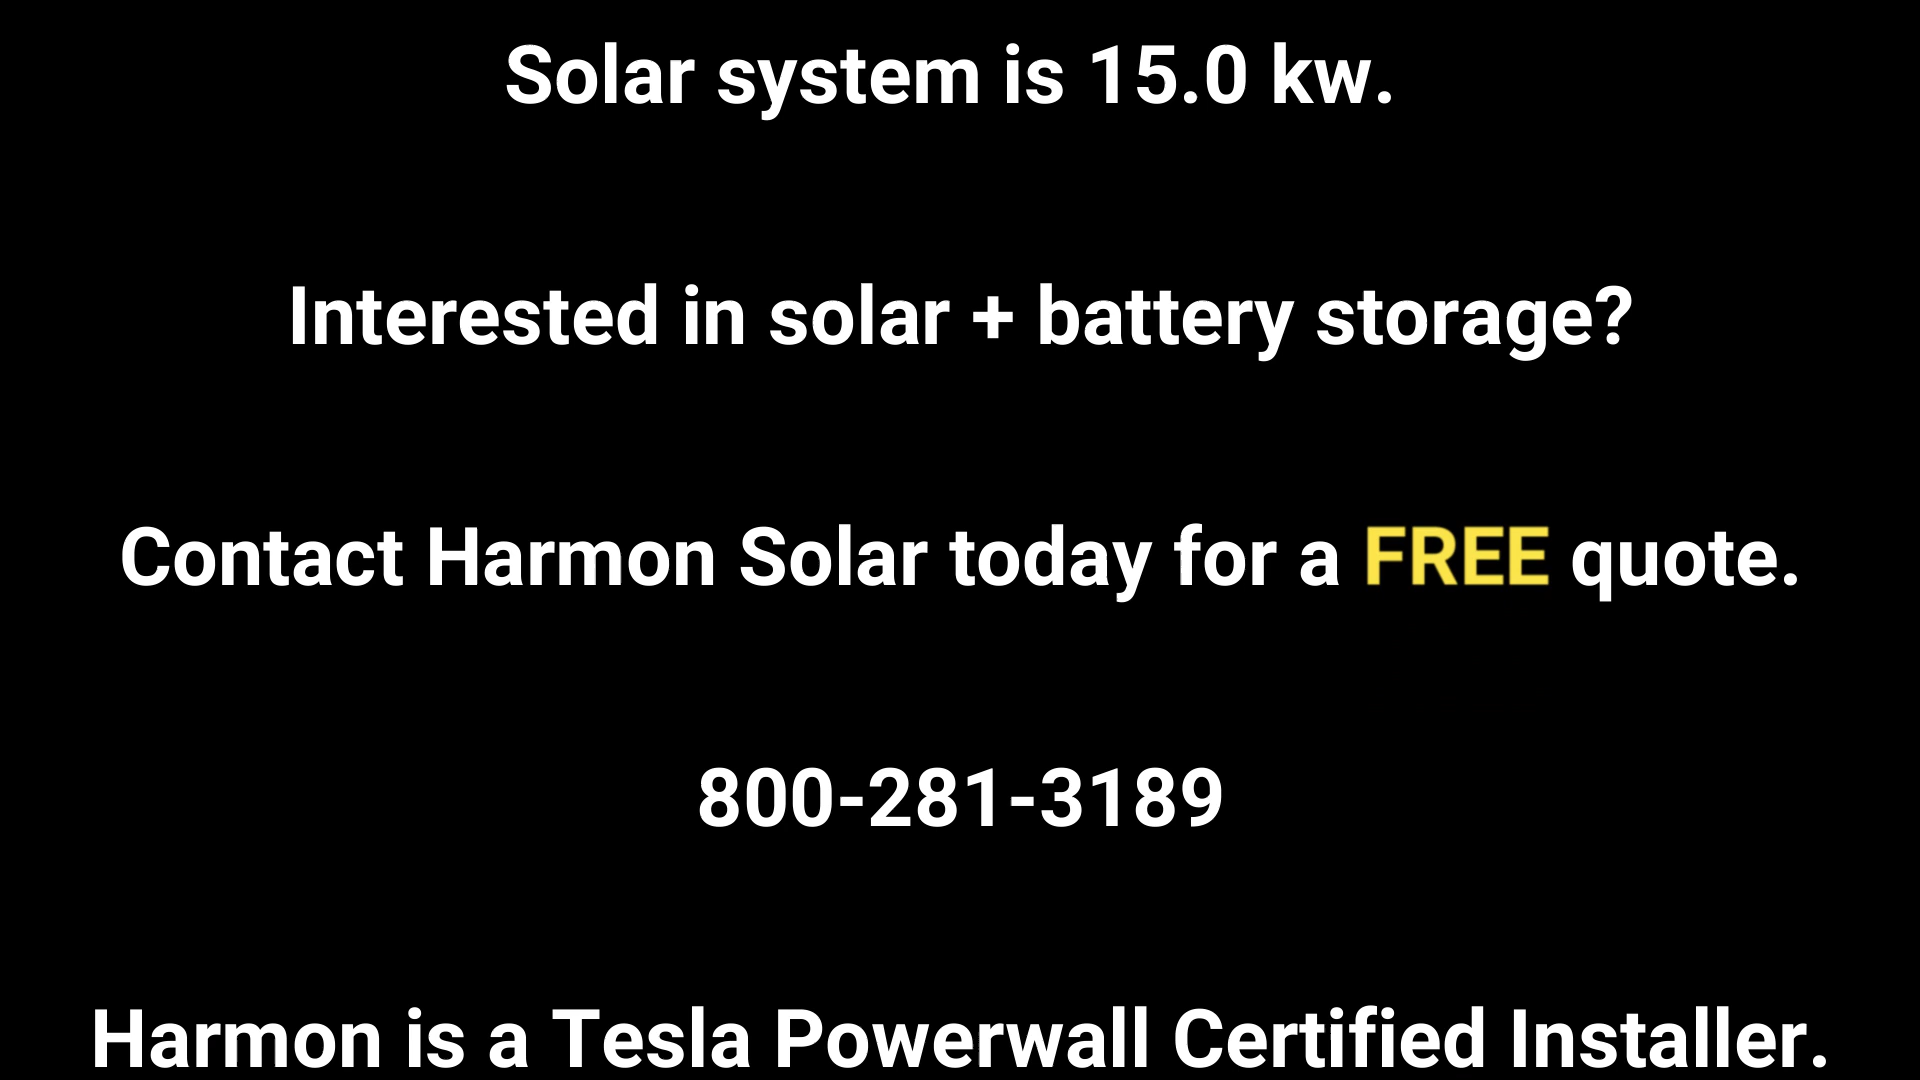 Solar system is 15.0 kw.
Interested in solar + battery storage?
Contact Harmon Solar today for a FREE quote.
800-281-3189
Harmon is a Tesla Powerwall Certified Installer.